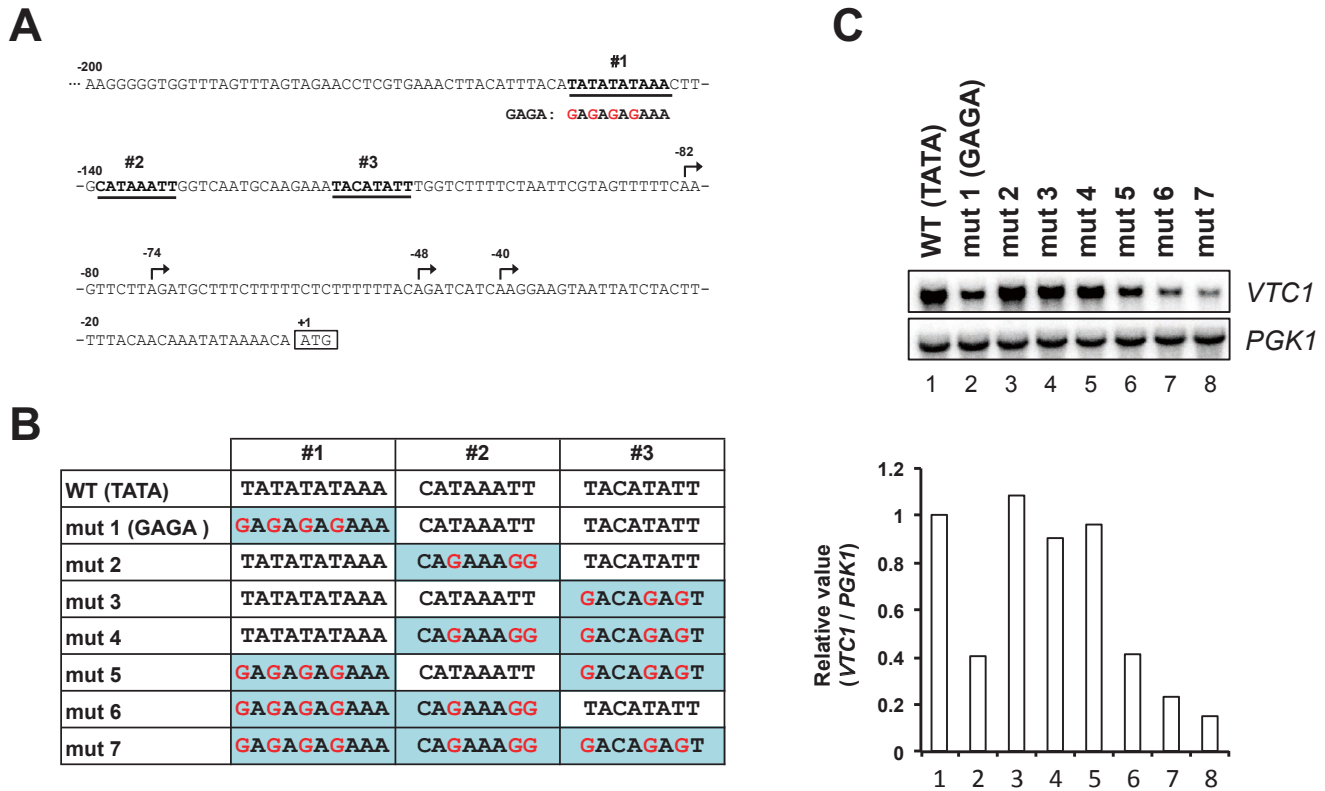 A
-200
#1
... AAGGGGGTGGTTTAGTTTAGTAGAACCTCGTGAAACTTACATTTACATATATATAAACTT-
GAGA: GAGAGAGAAA
-140 #2 #3 -82
-GCATAAATTGGTCAATGCAAGAAATACATATTTGGTCTTTTCTAATTCGTAGTTTTTCAA-
-80 -74 -48 -40
-GTTCTTAGATGCTTTCTTTTTCTCTTTTTTACAGATCATCAAGGAAGTAATTATCTACTT-
-20 +1
-TTTACAACAAATATAAAACA ATG
B
#1 #2 #3
WT (TATA) TATATATAAA CATAAATT TACATATT
mut 1 (GAGA ) GAGAGAGAAA CATAAATT TACATATT
mut 2 TATATATAAA CAGAAAGG TACATATT
mut 3 TATATATAAA CATAAATT GACAGAGT
mut 4 TATATATAAA CAGAAAGG GACAGAGT
mut 5 GAGAGAGAAA CATAAATT GACAGAGT
mut 6 GAGAGAGAAA CAGAAAGG TACATATT
mut 7 GAGAGAGAAA CAGAAAGG GACAGAGT
C
WT (TATA)
mut 1 (GAGA)
mut 2
mut 3
mut 4
mut 5
mut 6
mut 7
VTC1
PGK1
1 2 3 4 5 6 7 8
Relative value
(VTC1 / PGK1)
1.2
1
0.8
0.6
0.4
0.2
0
1 2 3 4 5 6 7 8